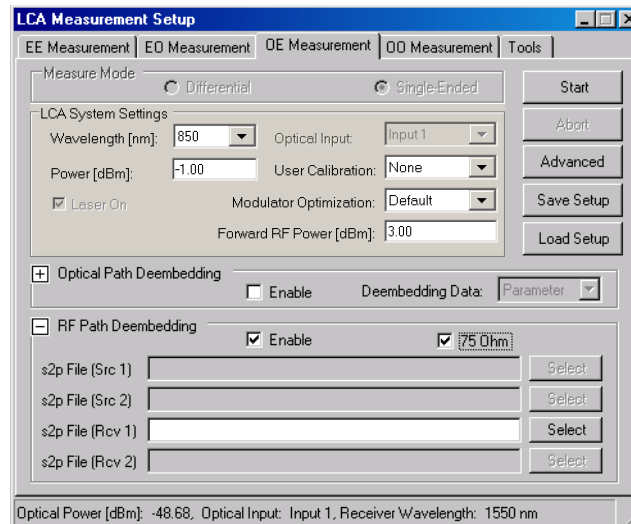 LCA Measurement Setup
EE Measurement EO Measurement OE Measurement OO Measurement Tools
Measure Mode
Differential Single-Ended
Start
LCA System Settings
Wavelength [nm]: 850 Optical Input: Input 1
Abort
Power [dBm]: -1.00 User Calibration: None
Advanced
Laser On Modulator Optimization: Default
Save Setup
Forward RF Power [dBm]: 3.00
Load Setup
Optical Path Deembedding
Enable Deembedding Data: Parameter
RF Path Deembedding
Enable 75 Ohm
s2p File (Src 1) Select
s2p File (Src 2) Select
s2p File (Rcv 1) Select
s2p File (Rcv 2) Select
Optical Power [dBm]: -48.68, Optical Input: Input 1, Receiver Wavelength: 1550 nm